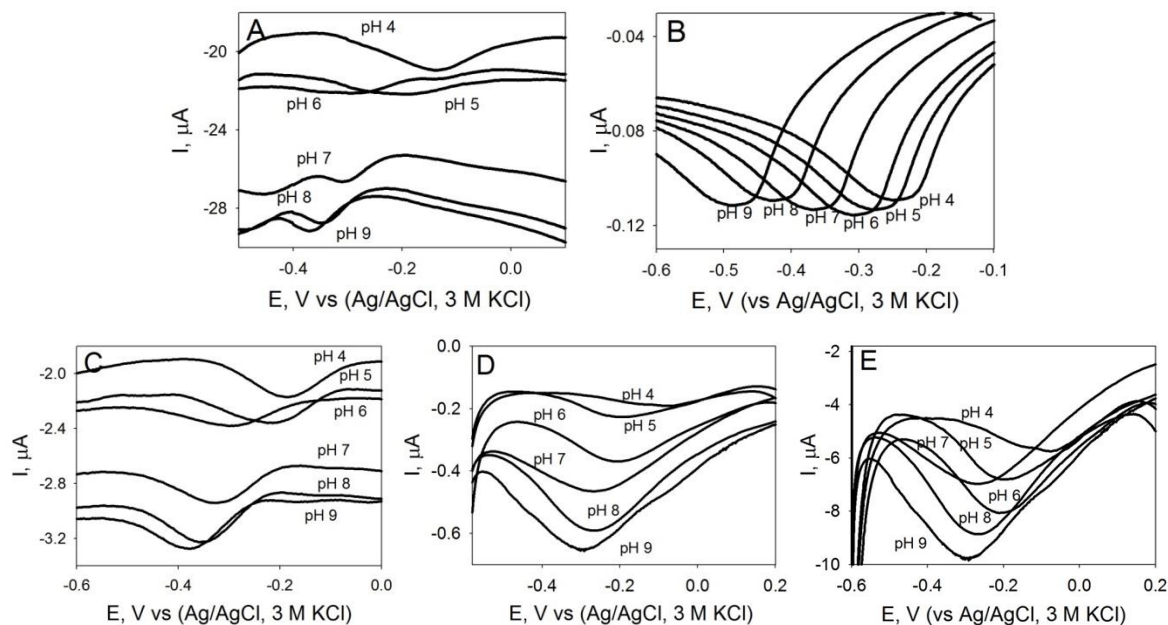 A
pH 4
pH 6
pH 5
pH 7
pH 8
pH 9
-20
-24
-28
I, µA
-0.4
-0.2
0.0
E, V vs (Ag/AgCl, 3 M KCl)
B
-0.04
-0.08
-0.12
I, µA
pH 9
pH 8
pH 7
pH 6
pH 5
pH 4
-0.6
-0.5
-0.4
-0.3
-0.2
-0.1
E, V (vs Ag/AgCl, 3 M KCl)
C
pH 4
pH 5
pH 6
pH 7
pH 8
pH 9
-2.0
-2.4
-2.8
-3.2
I, µA
-0.6
-0.4
-0.2
0.0
E, V vs (Ag/AgCl, 3 M KCl)
D
pH 4
pH 6
pH 5
pH 7
pH 8
pH 9
0.0
-0.2
-0.4
-0.6
I, µA
-0.4
-0.2
0.0
0.2
E, V vs (Ag/AgCl, 3 M KCl)
E
pH 4
pH 7
pH 5
pH 6
pH 8
pH 9
-2
-4
-6
-8
-10
I, µA
-0.6
-0.4
-0.2
0.0
0.2
E, V (vs Ag/AgCl, 3 M KCl)